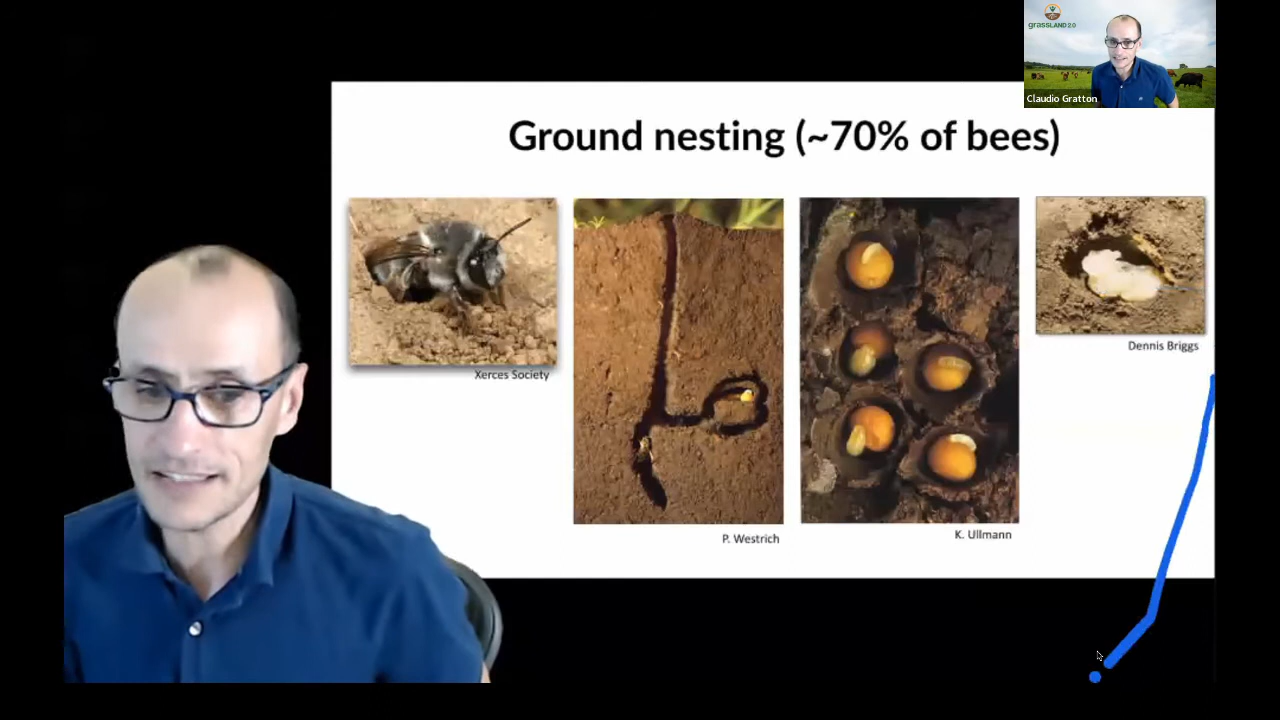 grassland 2.0
Claudio Gratton
Ground nesting (~70% of bees)
Xerces Society
P. Westrich
K. Ullmann
Dennis Briggs